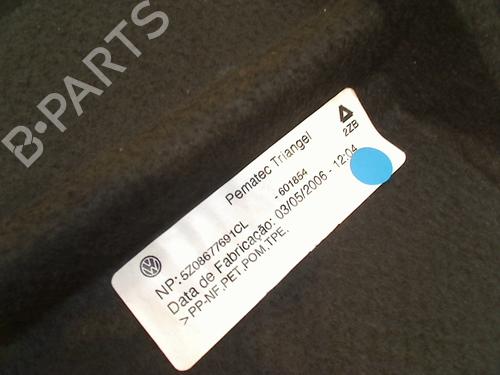 B-PARTS
Pematec Triangel
2ZB
NP: 5Z0867769​1CL
- 601854
Data de Fabricação: 03/05/2006 - 12:04
>PP-NF,PET,POM,TPE.